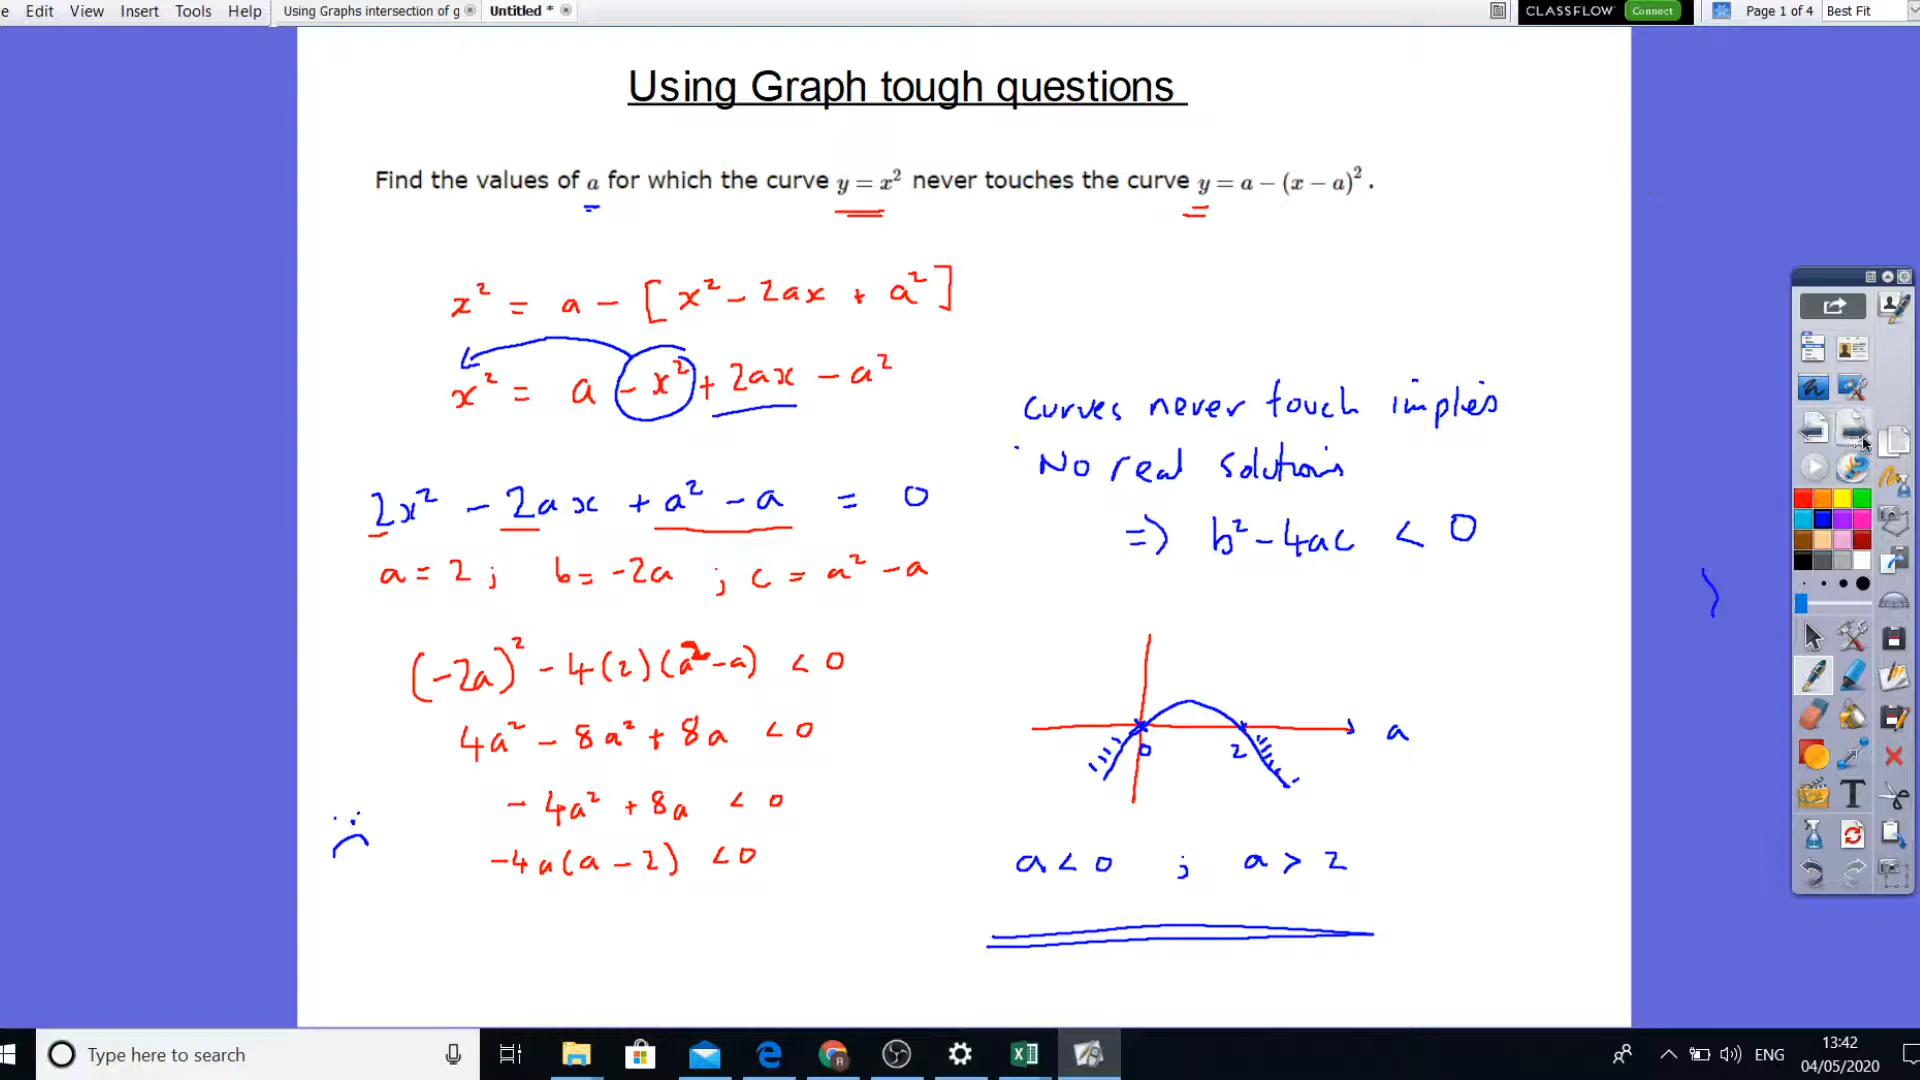 e Edit View Insert Tools Help Using Graphs intersection of g Untitled * CLASSFLOW Connect Page 1 of 4 Best Fit
Using Graph tough questions
Find the values of a for which the curve y = x² never touches the curve y = a − (x − a)² .
x² = a − [x² − 2ax + a²]
x² = a − x² + 2ax − a²
curves never touch implies
No real solutions
2x² − 2ax + a² − a = 0
⇒ b² − 4ac < 0
a = 2 ; b = −2a ; c = a² − a
(−2a)² − 4(2)(a² − a) < 0
4a² − 8a² + 8a < 0
0 2 a
− 4a² + 8a < 0
−4a(a − 2) < 0
a < 0 ; a > 2
Type here to search
ENG
13:42
04/05/2020